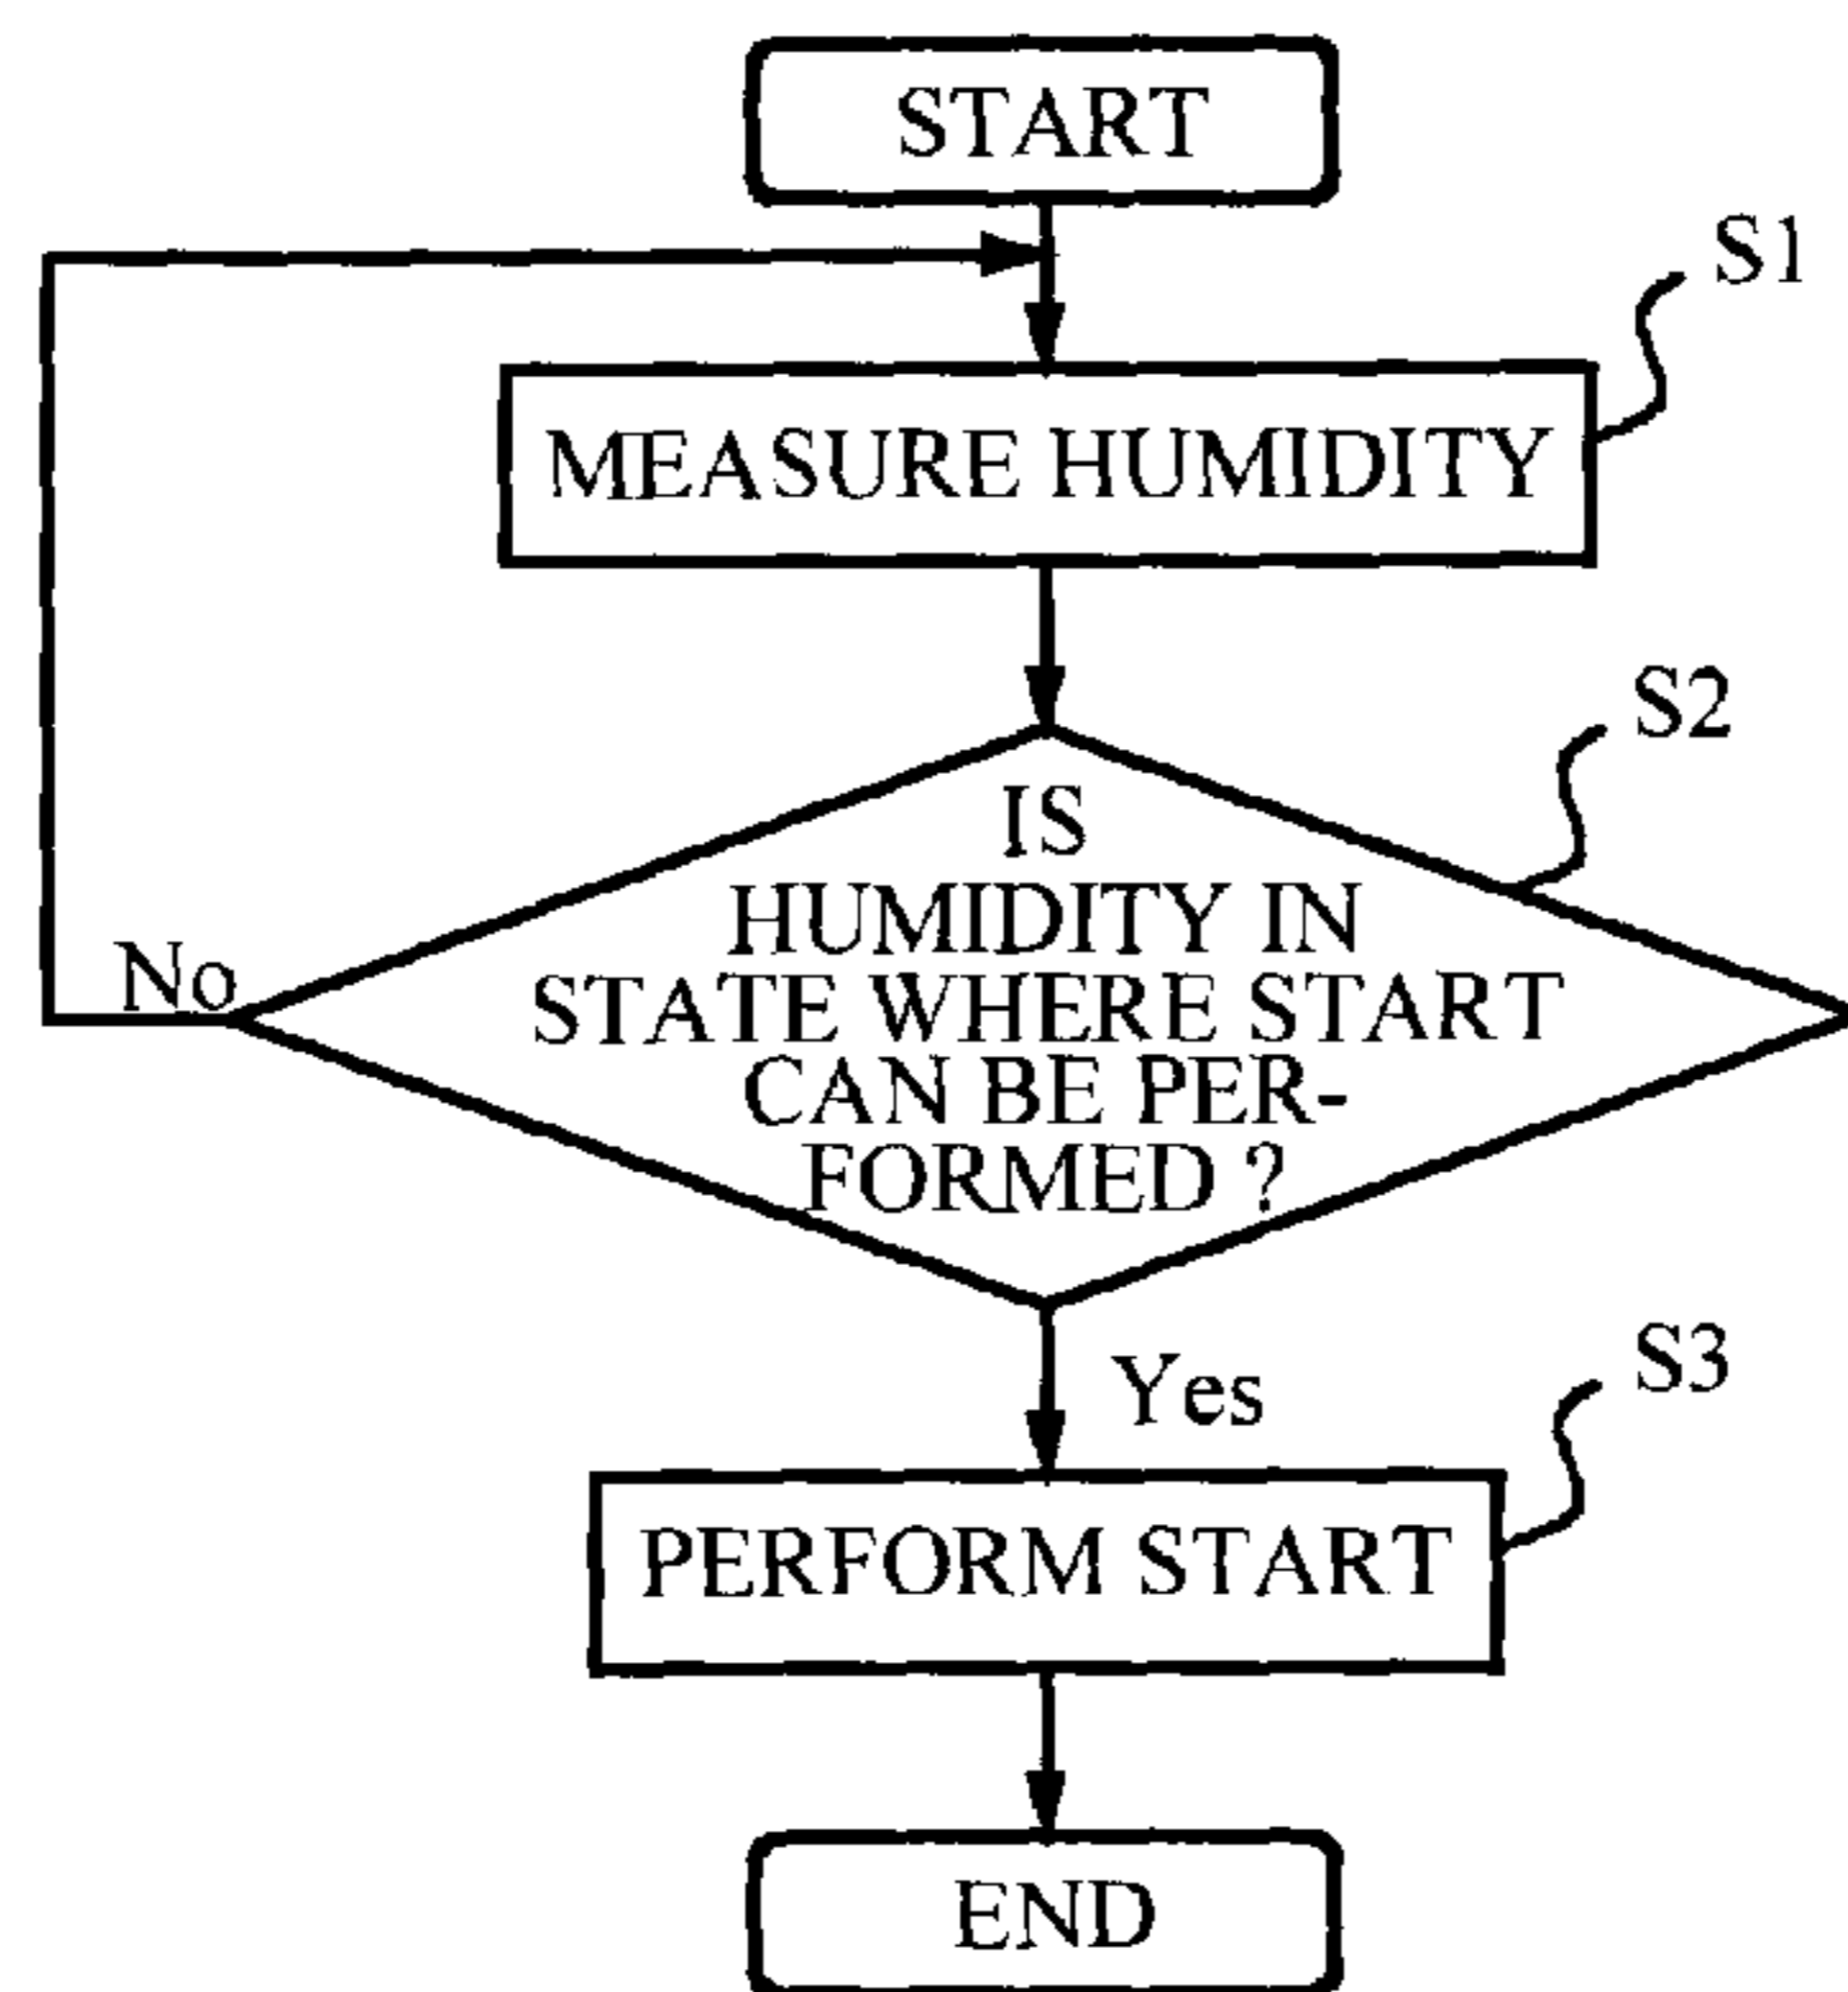 START
S1
MEASURE HUMIDITY
S2
IS
HUMIDITY IN
STATE WHERE START
CAN BE PER-
FORMED ?
No
Yes
S3
PERFORM START
END